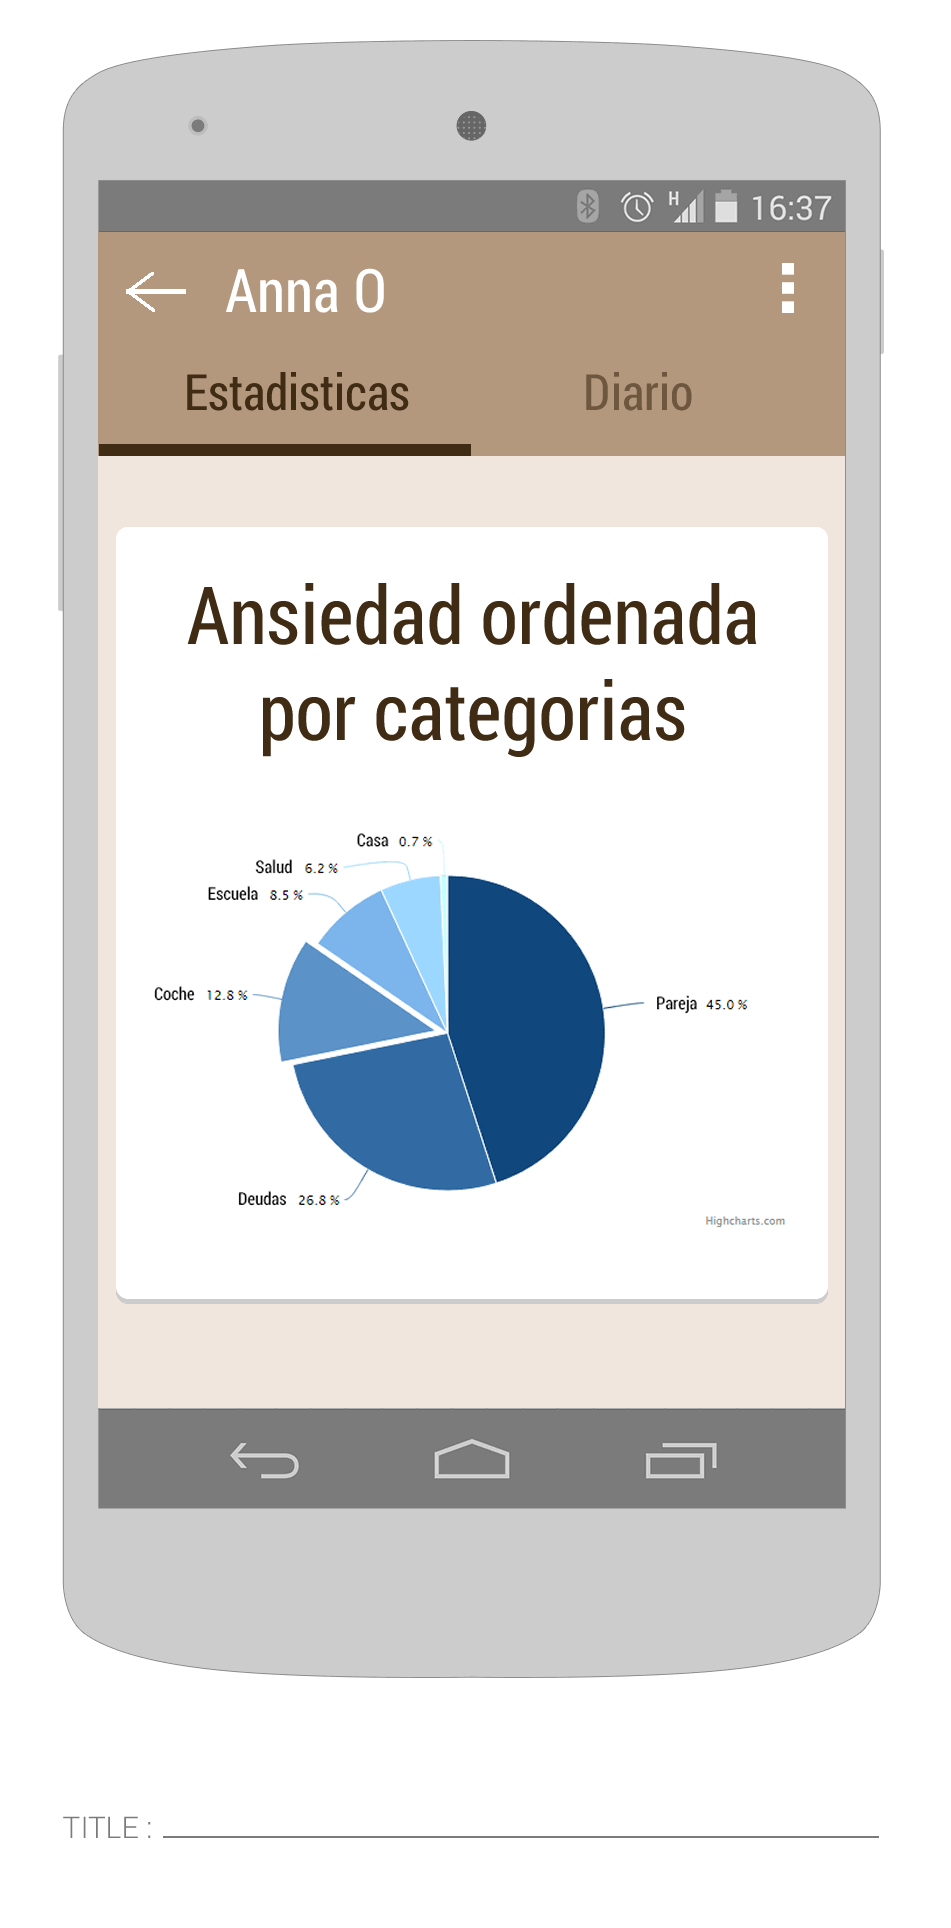 H 16:37
Anna O
Estadisticas Diario
Ansiedad ordenada
por categorias
Casa 0.7 %
Salud 6.2 %
Escuela 8.5 %
Coche 12.8 %
Pareja 45.0 %
Deudas 26.8 %
Highcharts.com
TITLE :